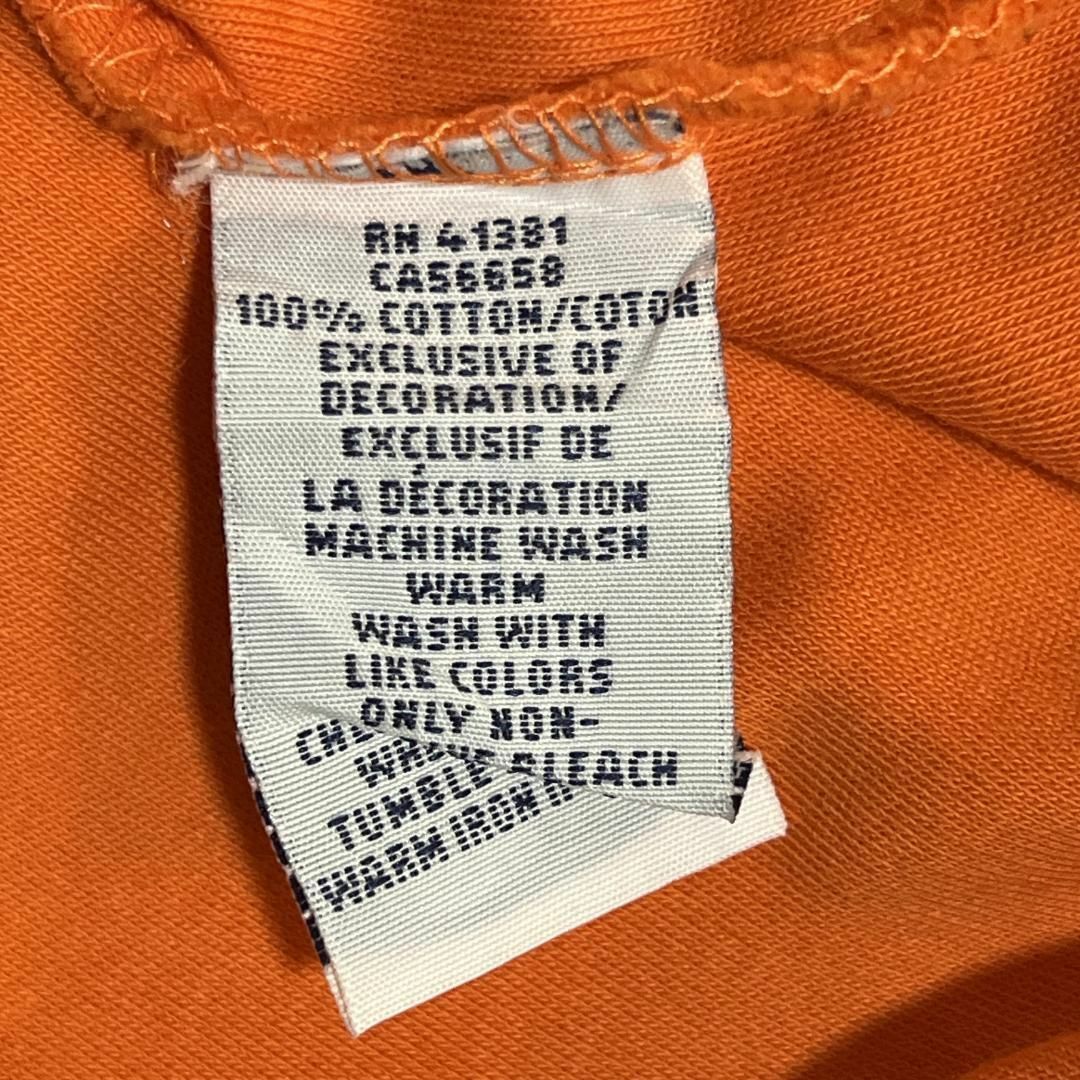 RN 41381
CA56658
100% COTTON/COTON
EXCLUSIVE OF
DECORATION/
EXCLUSIF DE
LA DÉCORATION
MACHINE WASH
WARM
WASH WITH
LIKE COLORS
ONLY NON-
BLEACH
TUMBLE
WARM IRON